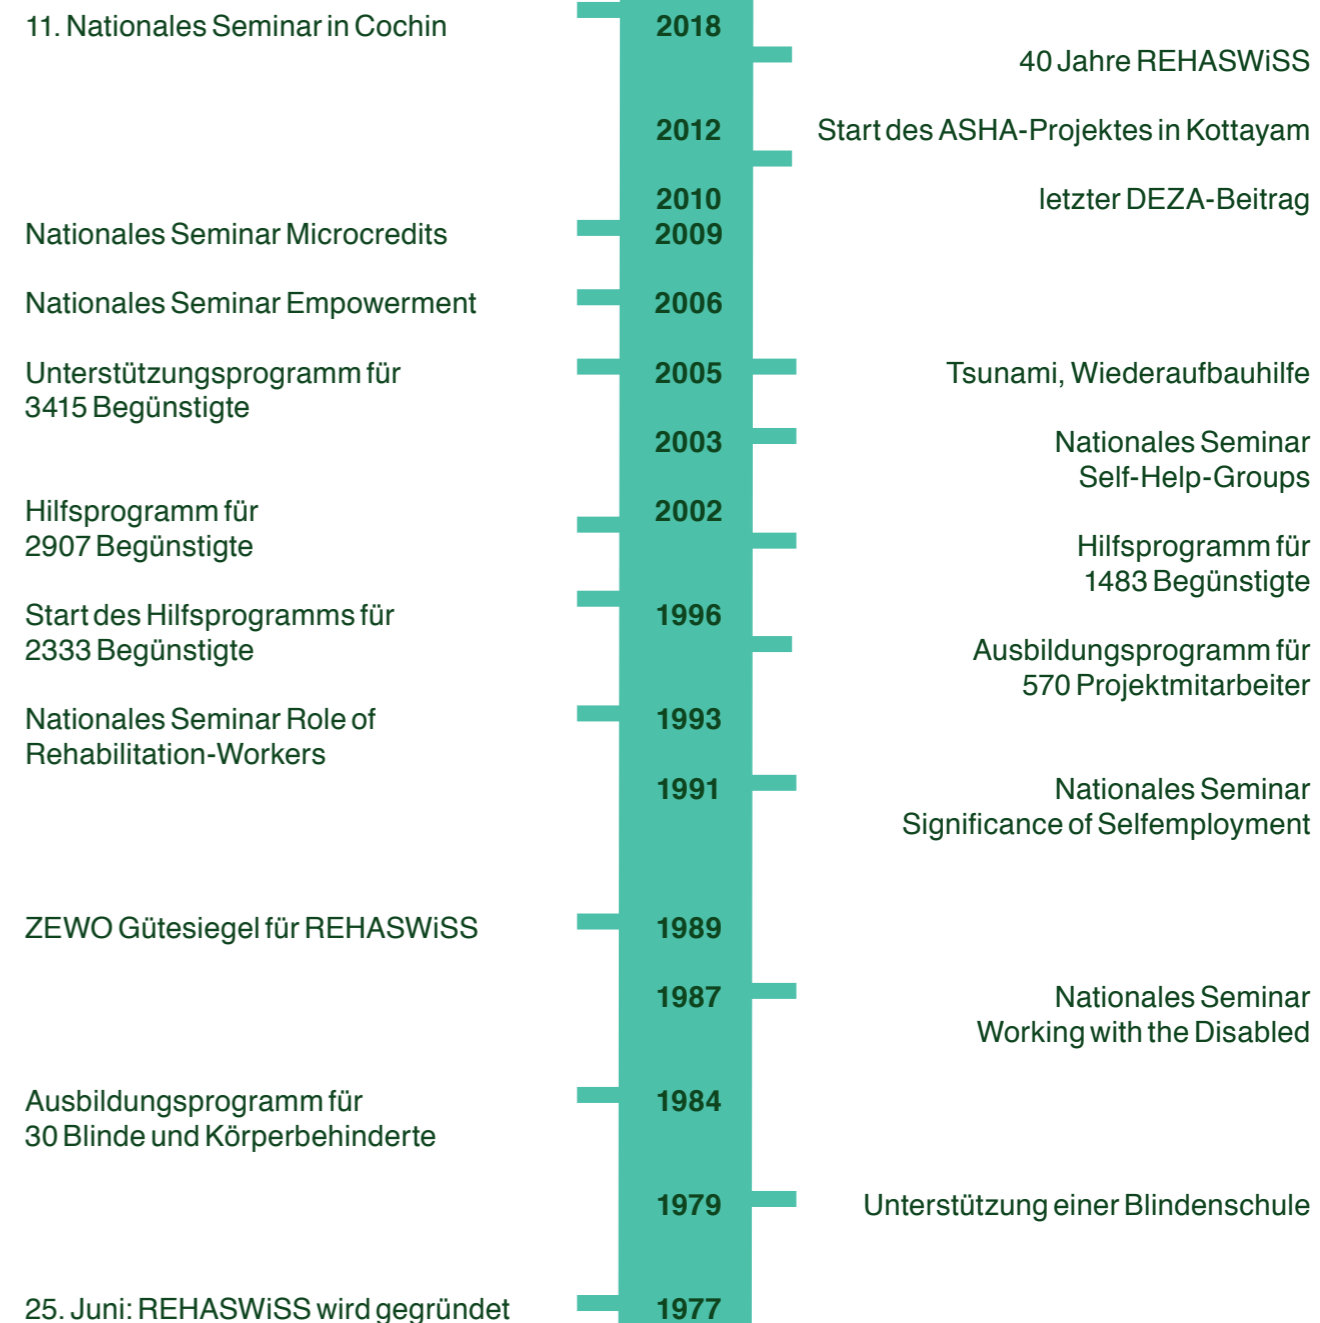 11. Nationales Seminar in Cochin
2018
40 Jahre REHASWiSS
2012
Start des ASHA-Projektes in Kottayam
2010
letzter DEZA-Beitrag
Nationales Seminar Microcredits
2009
Nationales Seminar Empowerment
2006
Unterstützungsprogramm für
3415 Begünstigte
2005
Tsunami, Wiederaufbauhilfe
2003
Nationales Seminar
Self-Help-Groups
Hilfsprogramm für
2907 Begünstigte
2002
Hilfsprogramm für
1483 Begünstigte
Start des Hilfsprogramms für
2333 Begünstigte
1996
Ausbildungsprogramm für
570 Projektmitarbeiter
Nationales Seminar Role of
Rehabilitation-Workers
1993
1991
Nationales Seminar
Significance of Selfemployment
ZEWO Gütesiegel für REHASWiSS
1989
1987
Nationales Seminar
Working with the Disabled
Ausbildungsprogramm für
30 Blinde und Körperbehinderte
1984
1979
Unterstützung einer Blindenschule
25. Juni: REHASWiSS wird gegründet
1977